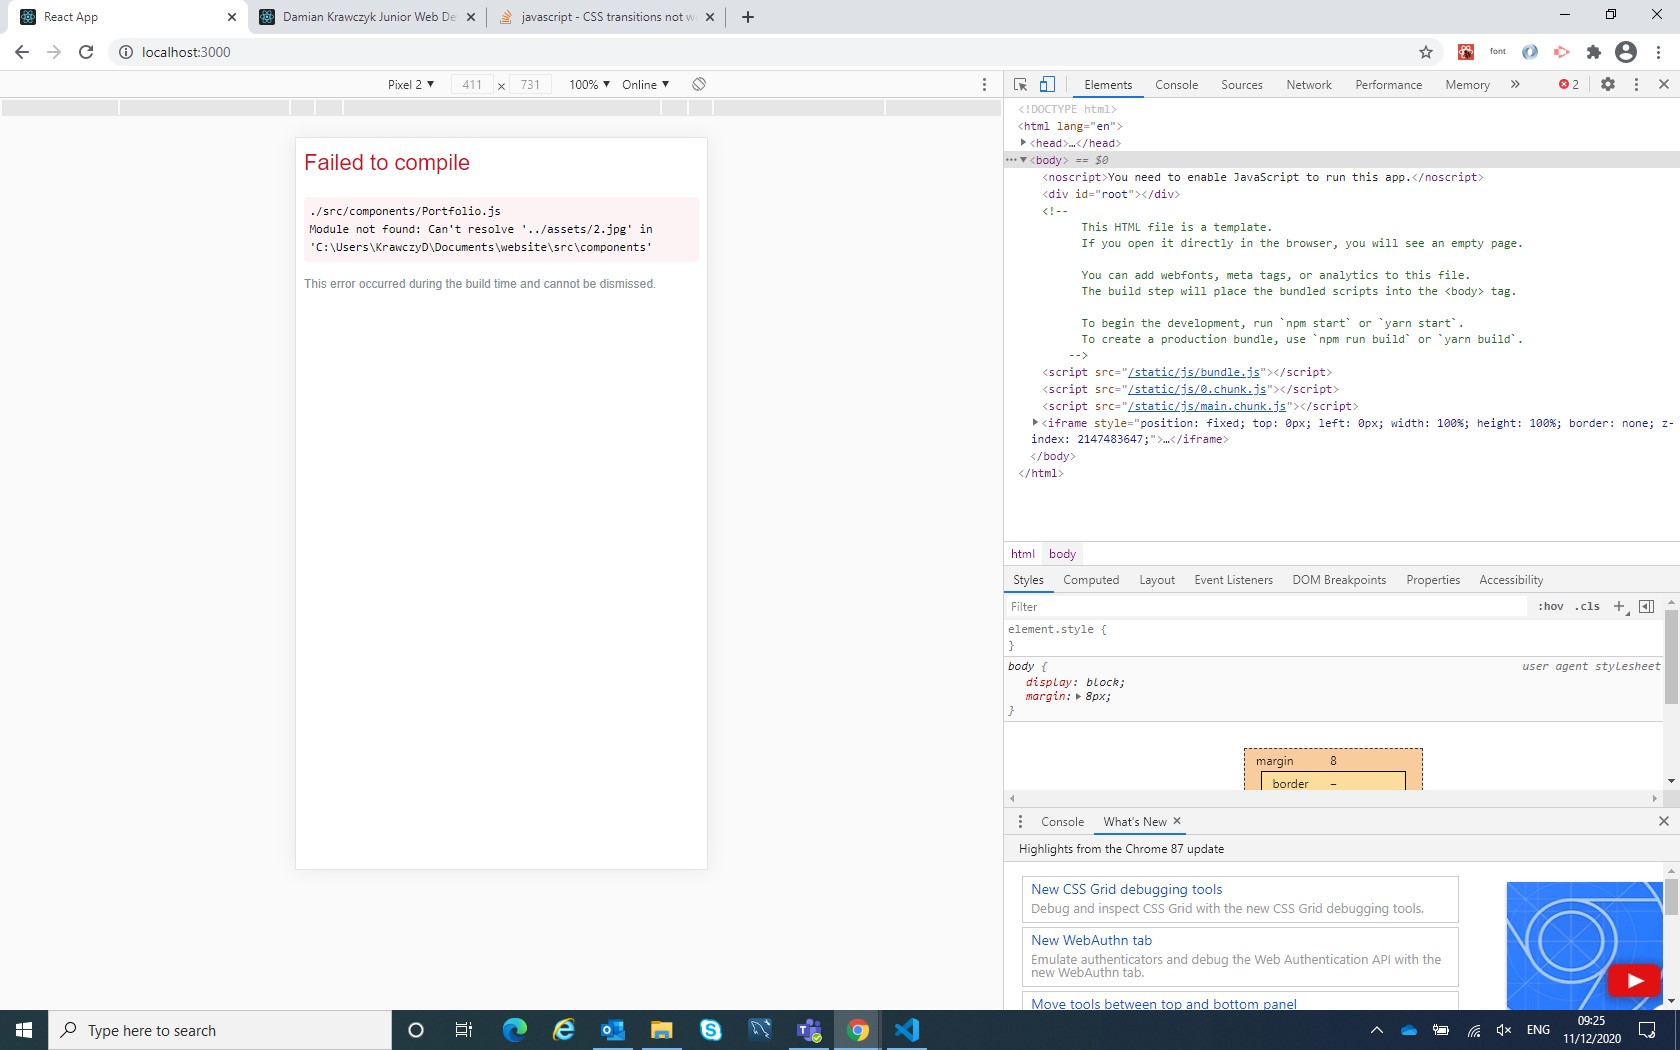 React App
Damian Krawczyk Junior Web De
javascript - CSS transitions not w
localhost:3000
font
Pixel 2 ▼ 411 x 731 100% ▼ Online ▼
Elements Console Sources Network Performance Memory » 2
Failed to compile
./src/components/Portfolio.js
Module not found: Can't resolve '../assets/2.jpg' in
'C:\Users\KrawczyD\Documents\website\src\components'
This error occurred during the build time and cannot be dismissed.
<!DOCTYPE html>
<html lang="en">
▶<head>…</head>
…▼<body> == $0
<noscript>You need to enable JavaScript to run this app.</noscript>
<div id="root"></div>
<!--
This HTML file is a template.
If you open it directly in the browser, you will see an empty page.
You can add webfonts, meta tags, or analytics to this file.
The build step will place the bundled scripts into the <body> tag.
To begin the development, run `npm start` or `yarn start`.
To create a production bundle, use `npm run build` or `yarn build`.
-->
<script src="/static/js/bundle.js"></script>
<script src="/static/js/0.chunk.js"></script>
<script src="/static/js/main.chunk.js"></script>
▶<iframe style="position: fixed; top: 0px; left: 0px; width: 100%; height: 100%; border: none; z-
index: 2147483647;">…</iframe>
</body>
</html>
html body
Styles Computed Layout Event Listeners DOM Breakpoints Properties Accessibility
Filter :hov .cls +
element.style {
}
body { user agent stylesheet
display: block;
margin: ▶ 8px;
}
margin 8
border –
Console What's New
Highlights from the Chrome 87 update
New CSS Grid debugging tools
Debug and inspect CSS Grid with the new CSS Grid debugging tools.
New WebAuthn tab
Emulate authenticators and debug the Web Authentication API with the
new WebAuthn tab.
Move tools between top and bottom panel
Type here to search
ENG
09:25
11/12/2020